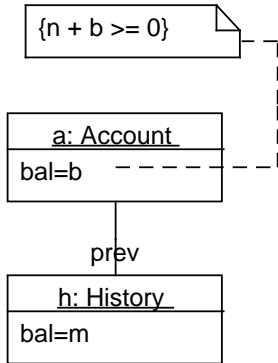 {n + b >= 0}
a: Account
bal=b
prev
h: History
bal=m